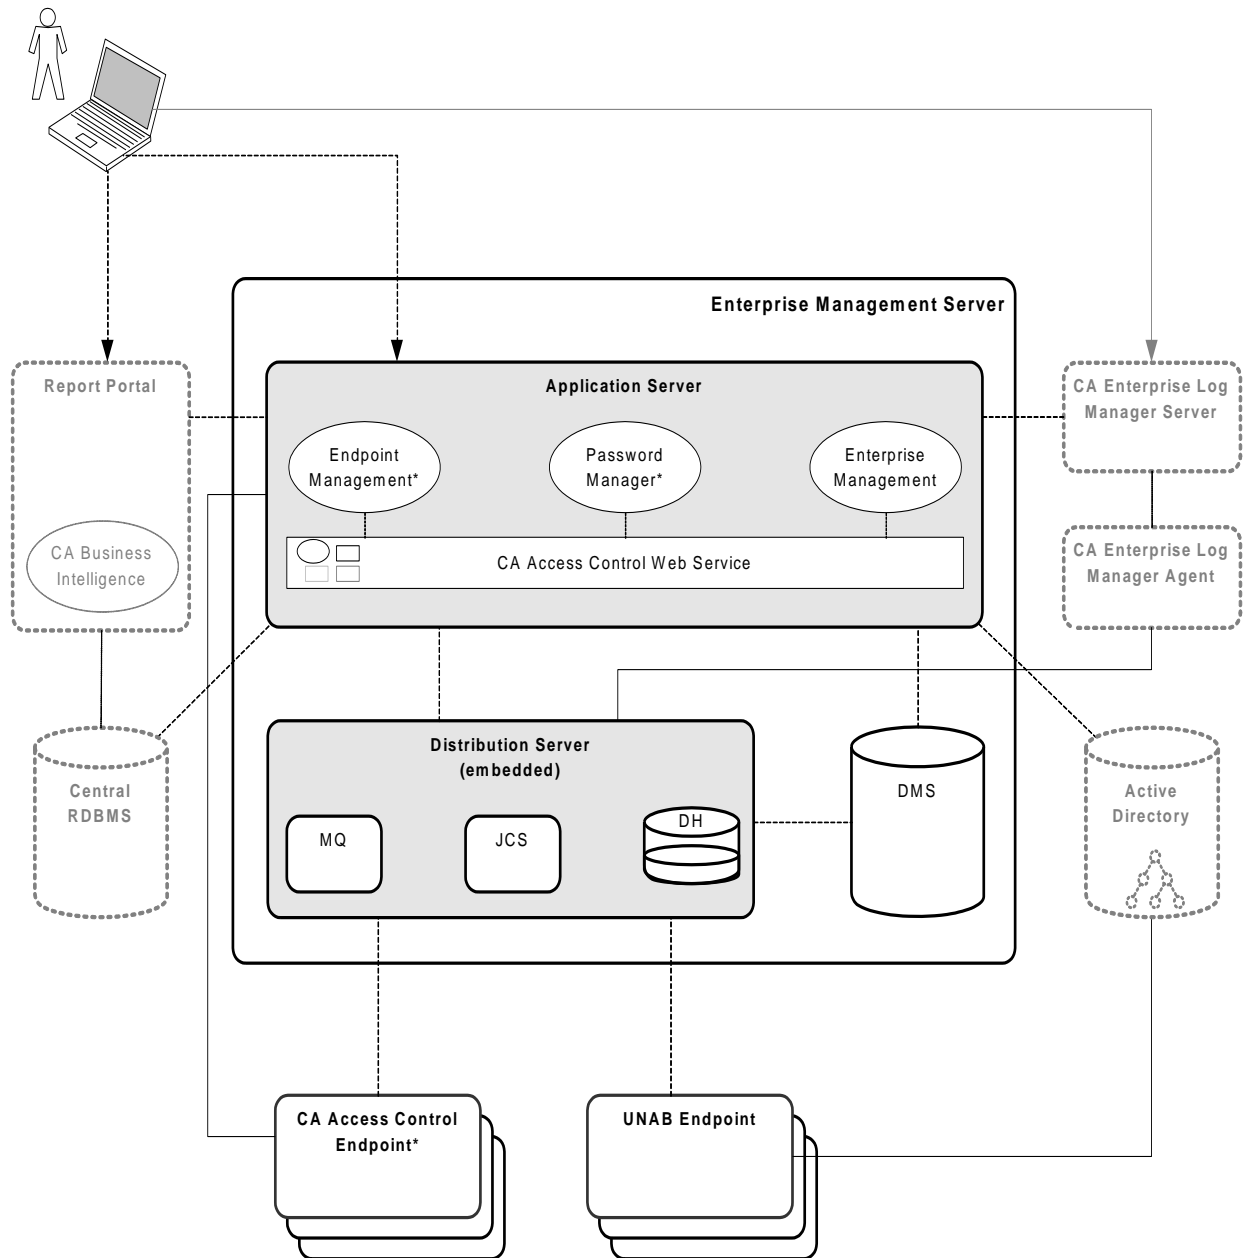 Enterprise Management Server
Report Portal
Application Server
CA Enterprise Log
Manager Server
Endpoint
Management*
Password
Manager*
Enterprise
Management
CA Business
Intelligence
CA Access Control Web Service
CA Enterprise Log
Manager Agent
Distribution Server
(embedded)
Central
RDBMS
MQ
JCS
DH
DMS
Active
Directory
CA Access Control
Endpoint*
UNAB Endpoint